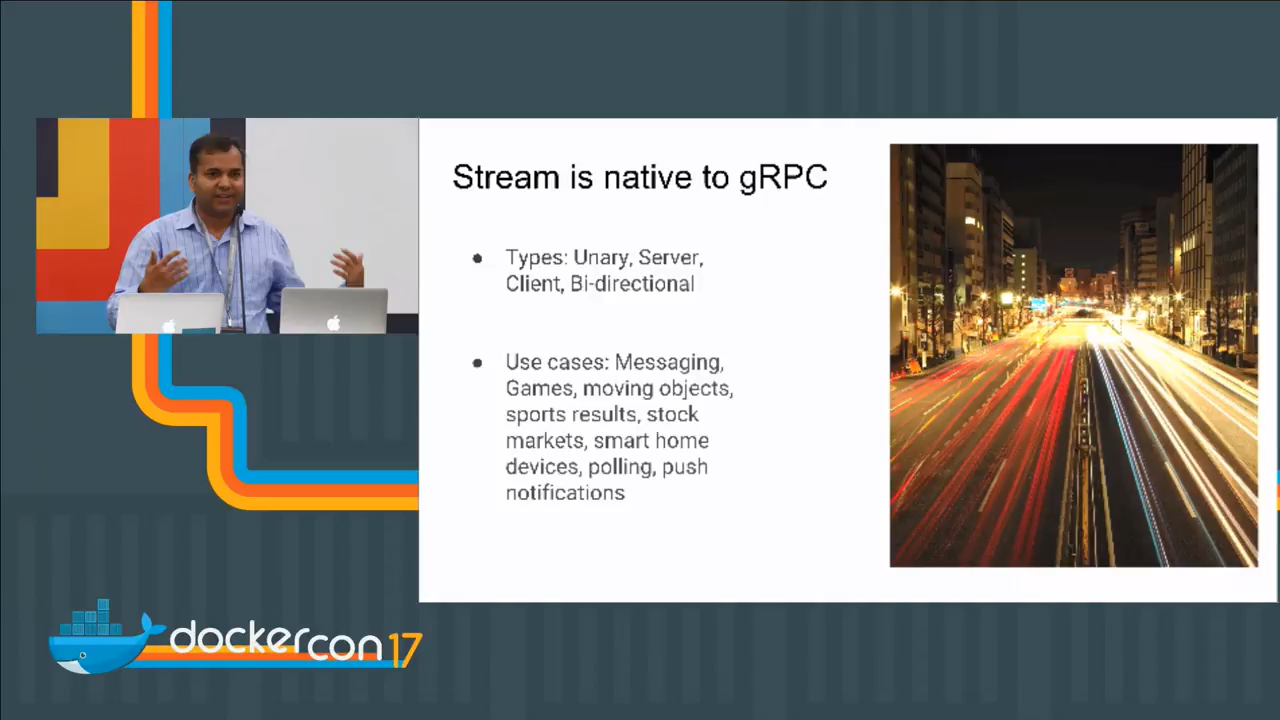 Stream is native to gRPC
● Types: Unary, Server,
Client, Bi-directional
● Use cases: Messaging,
Games, moving objects,
sports results, stock
markets, smart home
devices, polling, push
notifications
dockercon 17